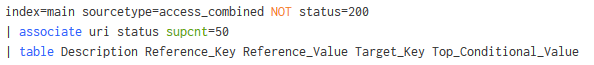 index=main sourcetype=access_combined NOT status=200
| associate uri status supcnt=50
| table Description Reference_Key Reference_Value Target_Key Top_Conditional_Value